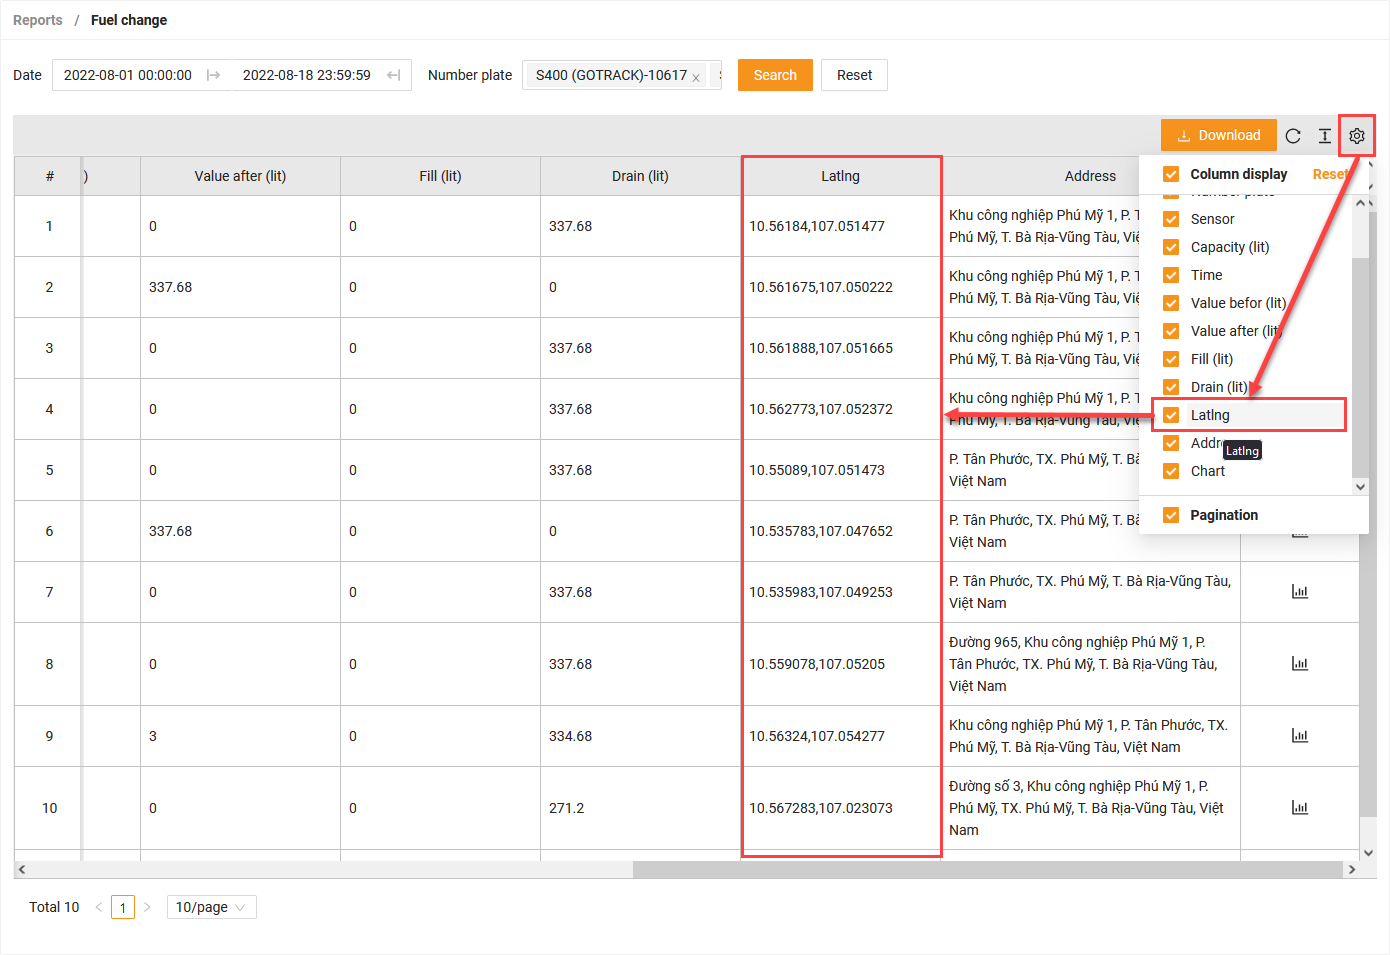 Reports / Fuel change
Date 2022-08-01 00:00:00 2022-08-18 23:59:59 Number plate S400 (GOTRACK)-10617 x Search Reset
Download
Column display Reset
Sensor
Capacity (lit)
Time
Value befor (lit)
Value after (lit)
Fill (lit)
Drain (lit)
Latlng
Addre
Latlng
Chart
Pagination
# ) Value after (lit) Fill (lit) Drain (lit) Latlng Address
1 0 0 337.68 10.56184,107.051477 Khu công nghiệp Phú Mỹ 1, P. T
Phú Mỹ, T. Bà Rịa-Vũng Tàu, Việ
2 337.68 0 0 10.561675,107.050222 Khu công nghiệp Phú Mỹ 1, P. T
Phú Mỹ, T. Bà Rịa-Vũng Tàu, Việ
3 0 0 337.68 10.561888,107.051665 Khu công nghiệp Phú Mỹ 1, P. T
Phú Mỹ, T. Bà Rịa-Vũng Tàu, Việ
4 0 0 337.68 10.562773,107.052372 Khu công nghiệp Phú Mỹ 1, P. T
Phú Mỹ, T. Bà Rịa-Vũng Tàu, Việ
5 0 0 337.68 10.55089,107.051473 P. Tân Phước, TX. Phú Mỹ, T. Bà
Việt Nam
6 337.68 0 0 10.535783,107.047652 P. Tân Phước, TX. Phú Mỹ, T. Bà
Việt Nam
7 0 0 337.68 10.535983,107.049253 P. Tân Phước, TX. Phú Mỹ, T. Bà Rịa-Vũng Tàu,
Việt Nam
8 0 0 337.68 10.559078,107.05205 Đường 965, Khu công nghiệp Phú Mỹ 1, P.
Tân Phước, TX. Phú Mỹ, T. Bà Rịa-Vũng Tàu,
Việt Nam
9 3 0 334.68 10.56324,107.054277 Khu công nghiệp Phú Mỹ 1, P. Tân Phước, TX.
Phú Mỹ, T. Bà Rịa-Vũng Tàu, Việt Nam
10 0 0 271.2 10.567283,107.023073 Đường số 3, Khu công nghiệp Phú Mỹ 1, P.
Phú Mỹ, TX. Phú Mỹ, T. Bà Rịa-Vũng Tàu, Việt
Nam
Total 10 < 1 > 10/page